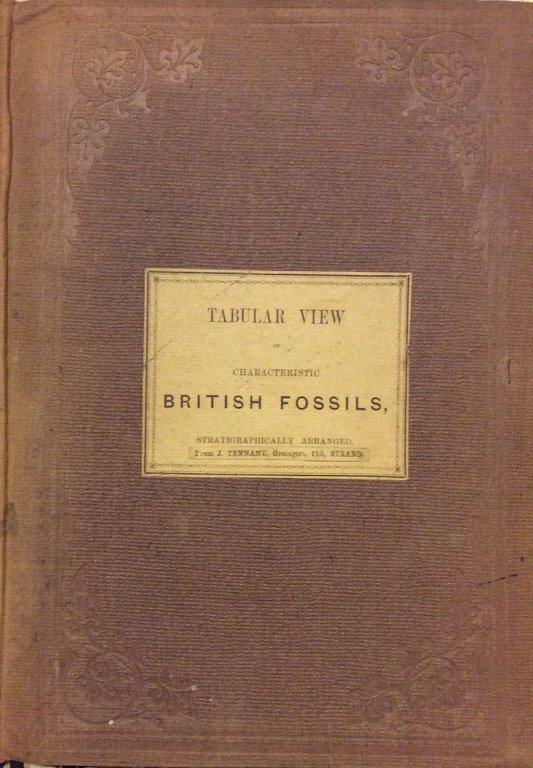 TABULAR VIEW
OF
CHARACTERISTIC
BRITISH FOSSILS,
STRATIGRAPHICALLY ARRANGED.
From J. TENNANT, Geologist, 149, STRAND.